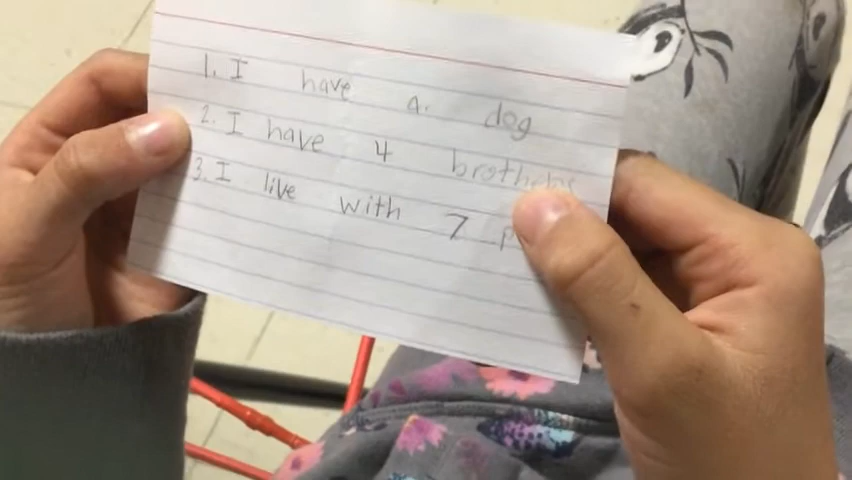 1. I have a. dog
2. I have 4 brothers
3. I live with 7